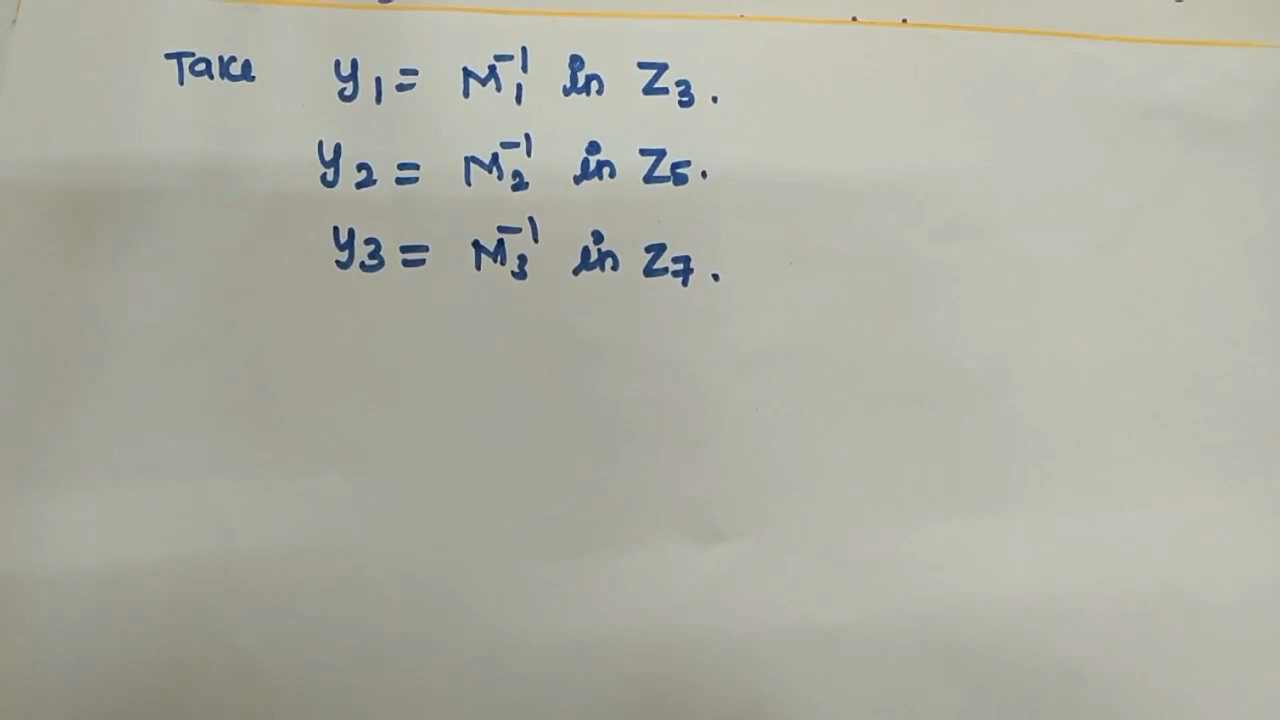 Take y₁ = M₁⁻¹ in Z₃.
y₂ = M₂⁻¹ in Z₅.
y₃ = M₃⁻¹ in Z₇.